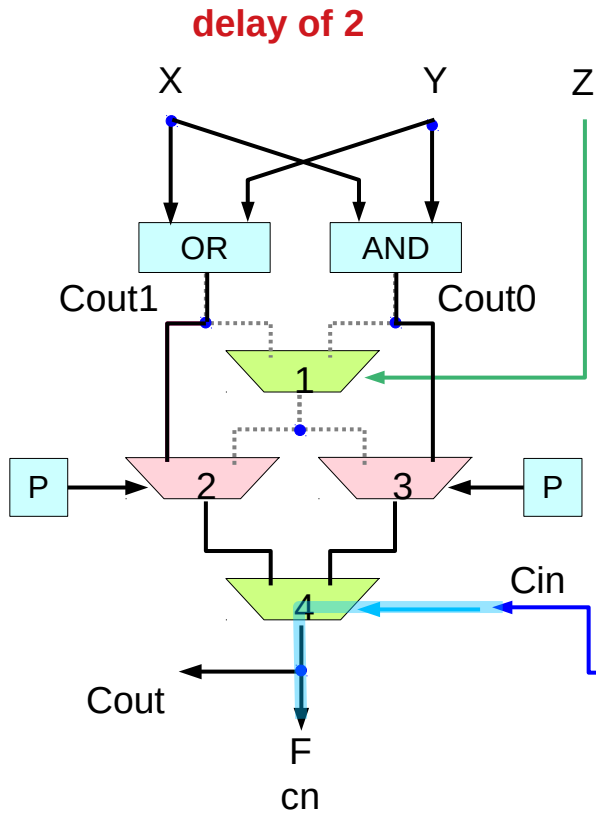 delay of 2
X Y Z
OR AND
Cout1 Cout0
1
P 2 3 P
Cin
4
Cout
F
cn